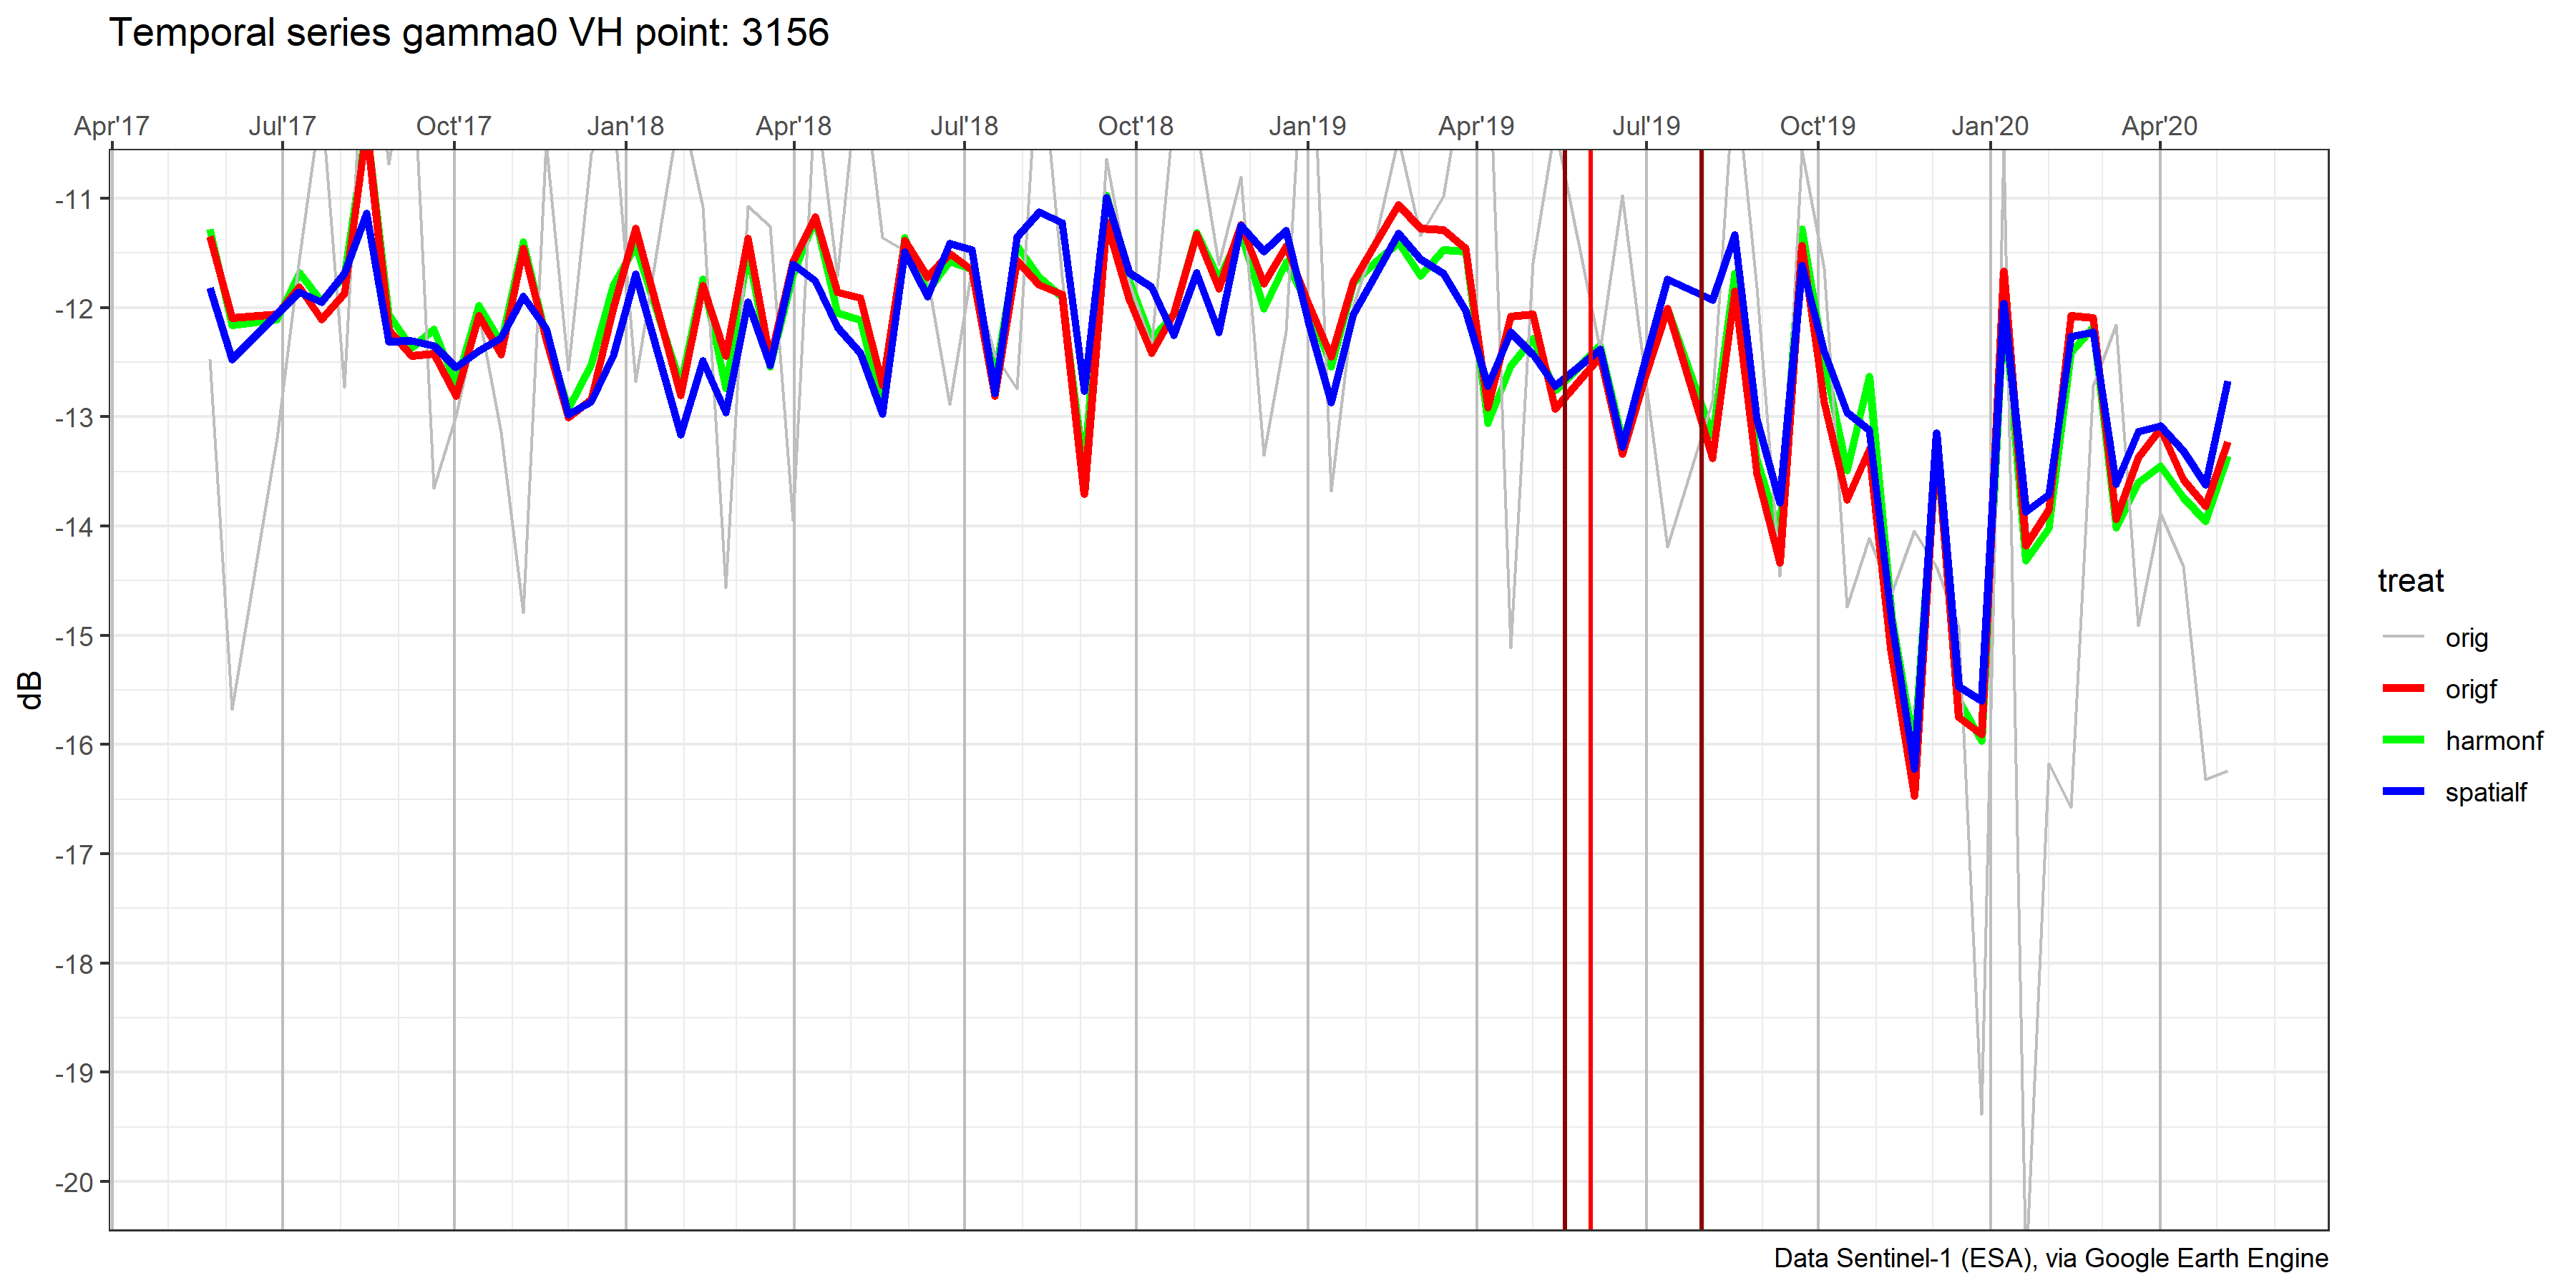 Temporal series gamma0 VH point: 3156
Apr'17 Jul'17 Oct'17 Jan'18 Apr'18 Jul'18 Oct'18 Jan'19 Apr'19 Jul'19 Oct'19 Jan'20 Apr'20
-11
-12
-13
-14
-15
-16
-17
-18
-19
-20
dB
treat
orig
origf
harmonf
spatialf
Data Sentinel-1 (ESA), via Google Earth Engine